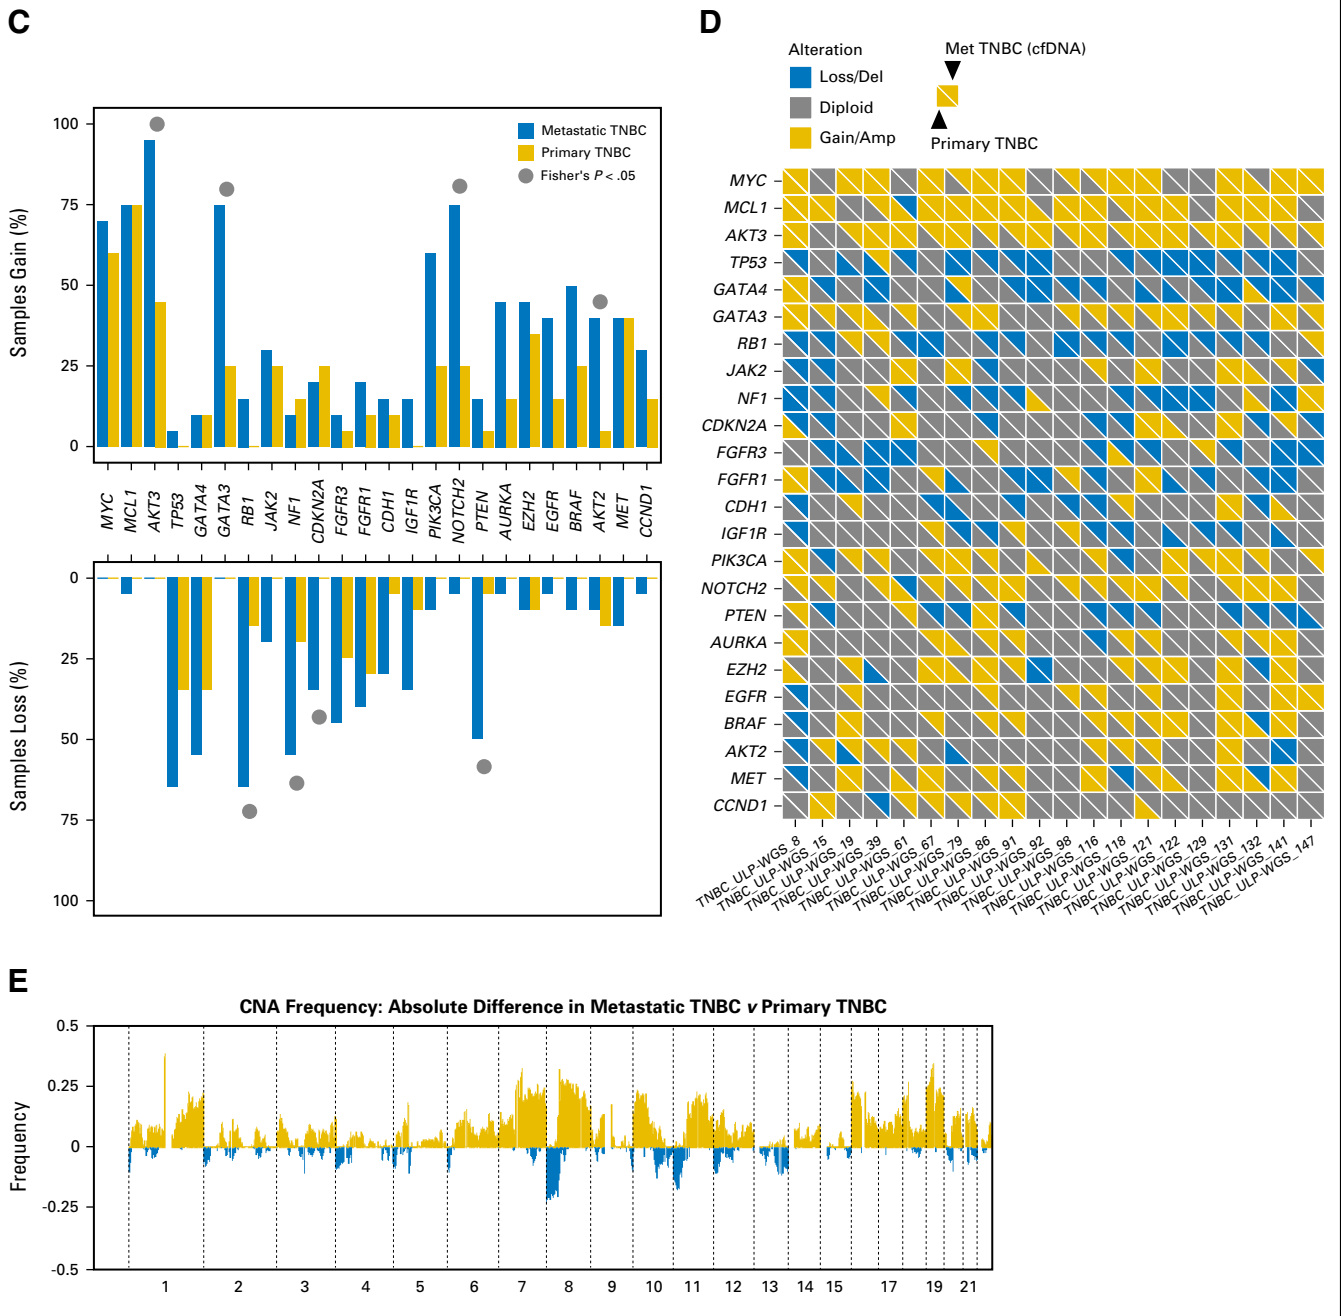 C
100
75
50
25
0
Samples Gain (%)
Metastatic TNBC
Primary TNBC
Fisher's P < .05
MYC
MCL1
AKT3
TP53
GATA4
GATA3
RB1
JAK2
NF1
CDKN2A
FGFR3
FGFR1
CDH1
IGF1R
PIK3CA
NOTCH2
PTEN
AURKA
EZH2
EGFR
BRAF
AKT2
MET
CCND1
0
25
50
75
100
Samples Loss (%)
D
Alteration
Loss/Del
Diploid
Gain/Amp
Met TNBC (cfDNA)
Primary TNBC
MYC
MCL1
AKT3
TP53
GATA4
GATA3
RB1
JAK2
NF1
CDKN2A
FGFR3
FGFR1
CDH1
IGF1R
PIK3CA
NOTCH2
PTEN
AURKA
EZH2
EGFR
BRAF
AKT2
MET
CCND1
TNBC_ULP-WGS_8
TNBC_ULP-WGS_15
TNBC_ULP-WGS_19
TNBC_ULP-WGS_39
TNBC_ULP-WGS_61
TNBC_ULP-WGS_67
TNBC_ULP-WGS_79
TNBC_ULP-WGS_86
TNBC_ULP-WGS_91
TNBC_ULP-WGS_92
TNBC_ULP-WGS_98
TNBC_ULP-WGS_116
TNBC_ULP-WGS_118
TNBC_ULP-WGS_121
TNBC_ULP-WGS_122
TNBC_ULP-WGS_129
TNBC_ULP-WGS_131
TNBC_ULP-WGS_132
TNBC_ULP-WGS_141
TNBC_ULP-WGS_147
E
CNA Frequency: Absolute Difference in Metastatic TNBC v Primary TNBC
0.5
0.25
0
-0.25
-0.5
Frequency
1 2 3 4 5 6 7 8 9 10 11 12 13 14 15 17 19 21